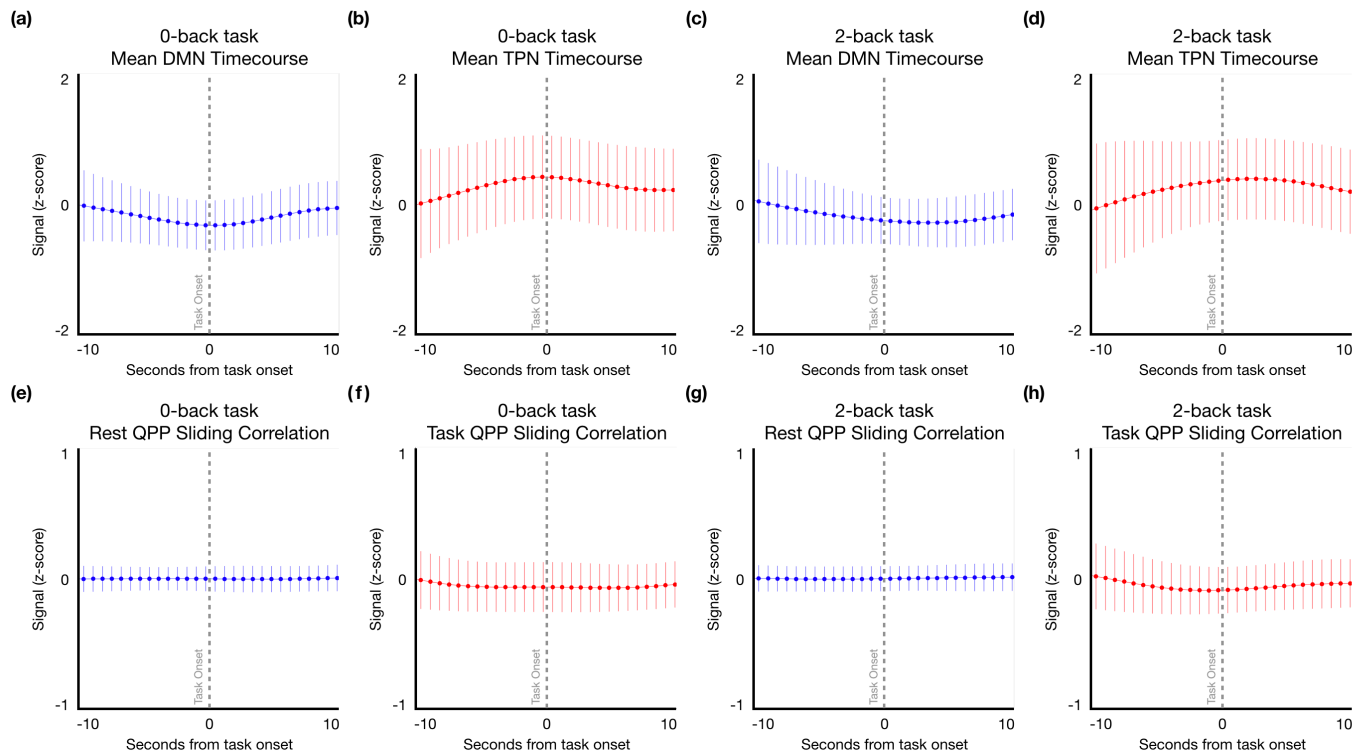 (a)
0-back task
Mean DMN Timecourse
2
0
-2
Signal (z-score)
Task Onset
-10
0
10
Seconds from task onset
(b)
0-back task
Mean TPN Timecourse
2
0
-2
Signal (z-score)
Task Onset
-10
0
10
Seconds from task onset
(c)
2-back task
Mean DMN Timecourse
2
0
-2
Signal (z-score)
Task Onset
-10
0
10
Seconds from task onset
(d)
2-back task
Mean TPN Timecourse
2
0
-2
Signal (z-score)
Task Onset
-10
0
10
Seconds from task onset
(e)
0-back task
Rest QPP Sliding Correlation
1
0
-1
Signal (z-score)
Task Onset
-10
0
10
Seconds from task onset
(f)
0-back task
Task QPP Sliding Correlation
1
0
-1
Signal (z-score)
Task Onset
-10
0
10
Seconds from task onset
(g)
2-back task
Rest QPP Sliding Correlation
1
0
-1
Signal (z-score)
Task Onset
-10
0
10
Seconds from task onset
(h)
2-back task
Task QPP Sliding Correlation
1
0
-1
Signal (z-score)
Task Onset
-10
0
10
Seconds from task onset